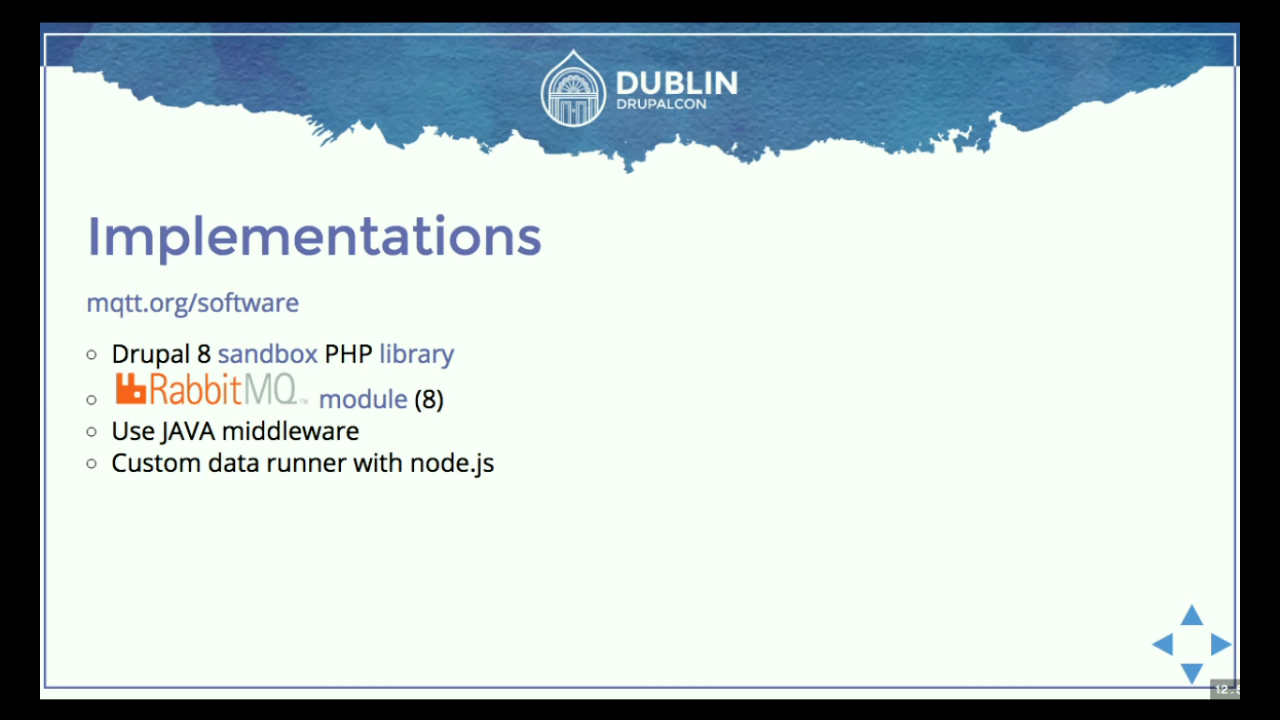 DUBLIN
DRUPALCON
Implementations
mqtt.org/software
Drupal 8 sandbox PHP library
RabbitMQ™ module (8)
Use JAVA middleware
Custom data runner with node.js